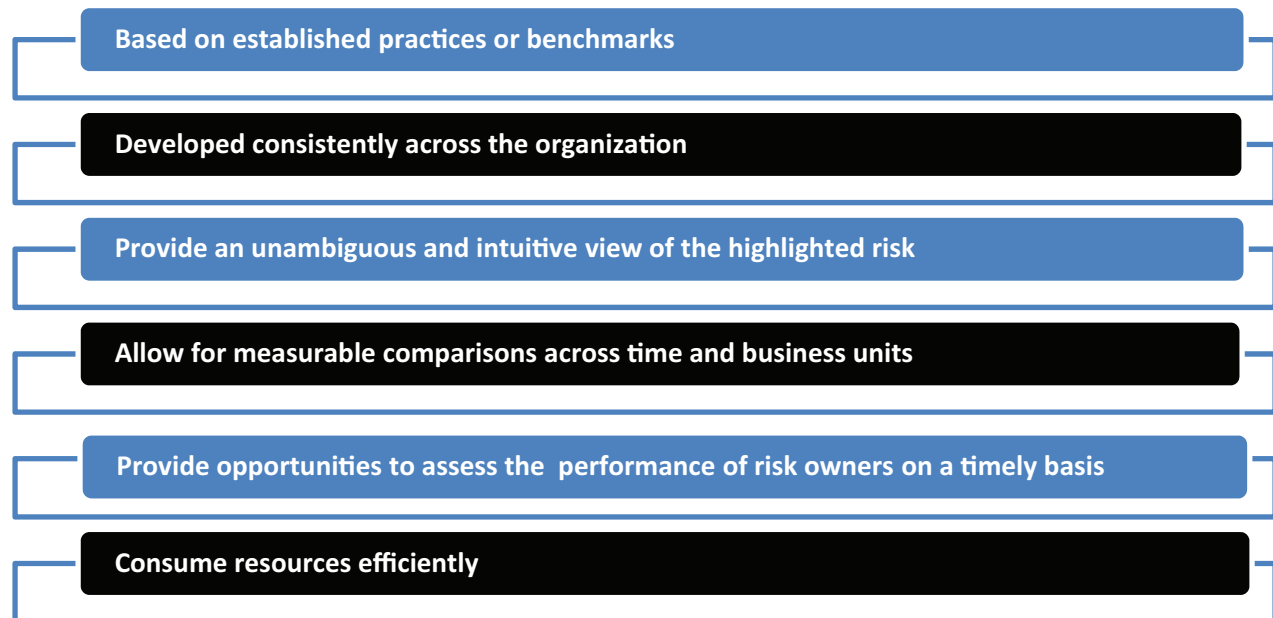 Based on established practices or benchmarks
Developed consistently across the organization
Provide an unambiguous and intuitive view of the highlighted risk
Allow for measurable comparisons across time and business units
Provide opportunities to assess the  performance of risk owners on a timely basis
Consume resources efficiently